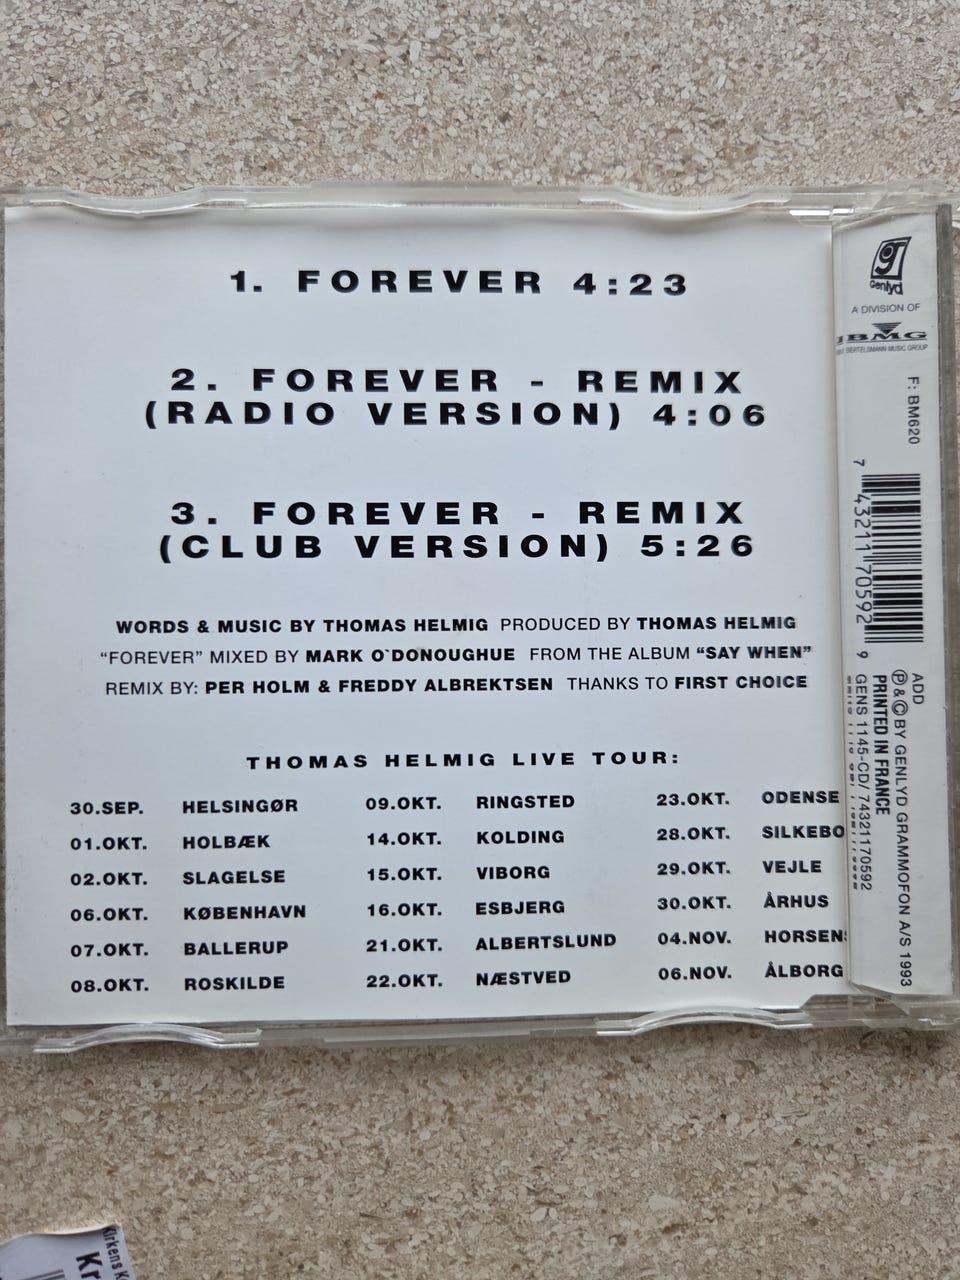 1. FOREVER 4:23
2. FOREVER - REMIX
(RADIO VERSION) 4:06
3. FOREVER - REMIX
(CLUB VERSION) 5:26
WORDS & MUSIC BY THOMAS HELMIG PRODUCED BY THOMAS HELMIG
“FOREVER” MIXED BY MARK O`DONOUGHUE FROM THE ALBUM “SAY WHEN”
REMIX BY: PER HOLM & FREDDY ALBREKTSEN THANKS TO FIRST CHOICE
THOMAS HELMIG LIVE TOUR:
30.SEP. HELSINGØR
01.OKT. HOLBÆK
02.OKT. SLAGELSE
06.OKT. KØBENHAVN
07.OKT. BALLERUP
08.OKT. ROSKILDE
09.OKT. RINGSTED
14.OKT. KOLDING
15.OKT. VIBORG
16.OKT. ESBJERG
21.OKT. ALBERTSLUND
22.OKT. NÆSTVED
23.OKT. ODENSE
28.OKT. SILKEBO
29.OKT. VEJLE
30.OKT. ÅRHUS
04.NOV. HORSENS
06.NOV. ÅLBORG
gr
Genlyd
A DIVISION OF
BMG
BERTELSMANN MUSIC GROUP
F: BM620
7 43211 70592 9
ADD
Ⓟ & © BY GENLYD GRAMMOFON A/S 1993
PRINTED IN FRANCE
GENS 1145-CD/ 74321170592
Kirkens K
Kr